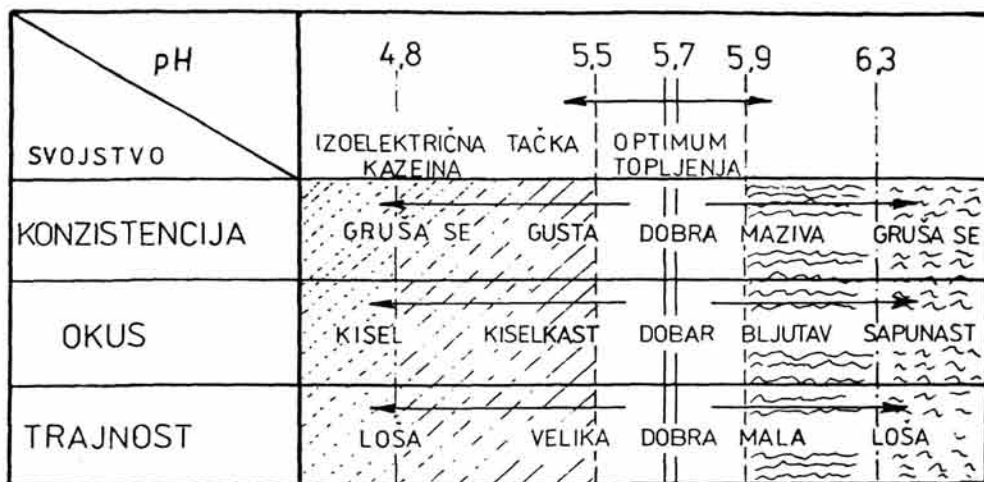 pH
4,8 5,5 5,7 5,9 6,3
SVOJSTVO
IZOELEKTRIČNA TAČKA
KAZEINA
OPTIMUM
TOPLJENJA
KONZISTENCIJA GRUŠA SE GUSTA DOBRA MAZIVA GRUŠA SE
OKUS KISEL KISELKAST DOBAR BLJUTAV SAPUNAST
TRAJNOST LOŠA VELIKA DOBRA MALA LOŠA